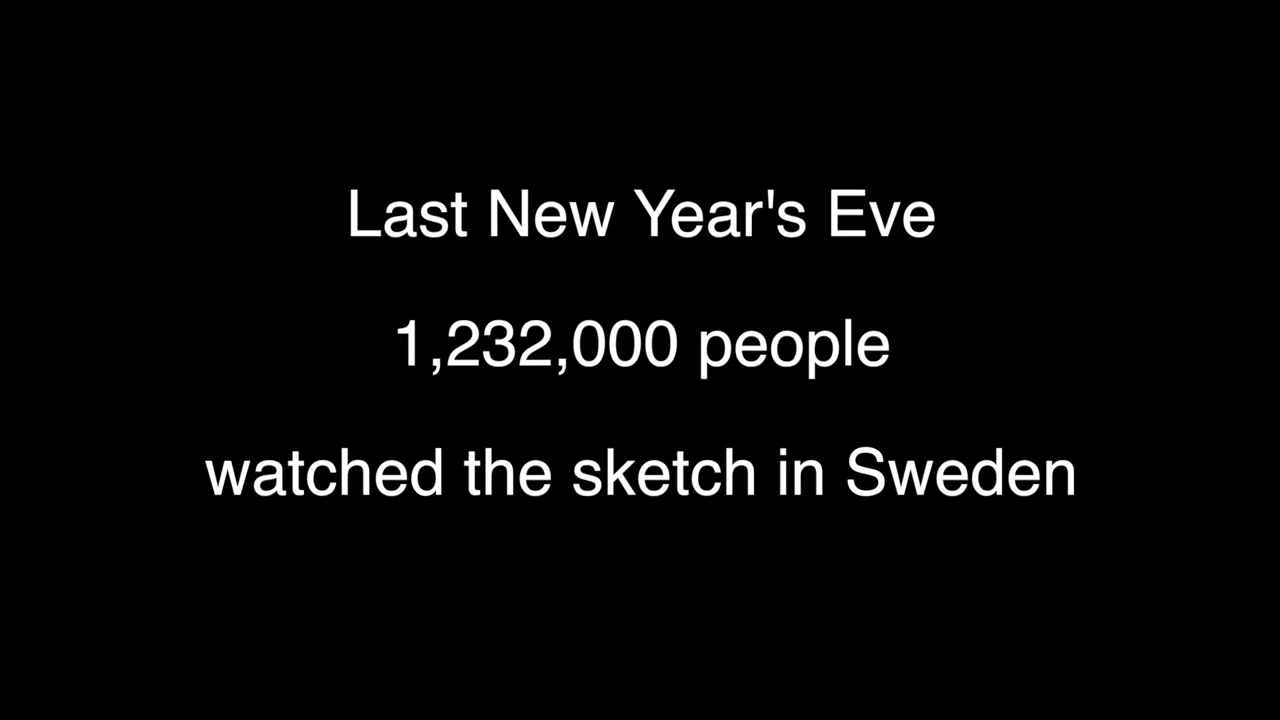 Last New Year's Eve
1,232,000 people
watched the sketch in Sweden